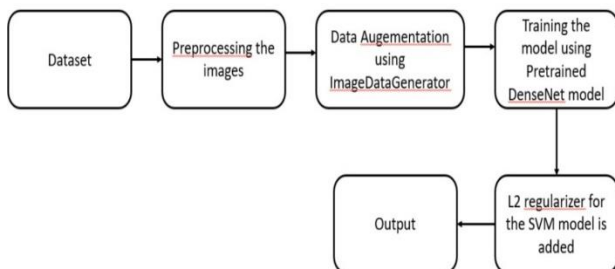 Dataset
Preprocessing the
images
Data Augementation
using
ImageDataGenerator
Training the
model using
Pretrained
DenseNet model
L2 regularizer for
the SVM model is
added
Output